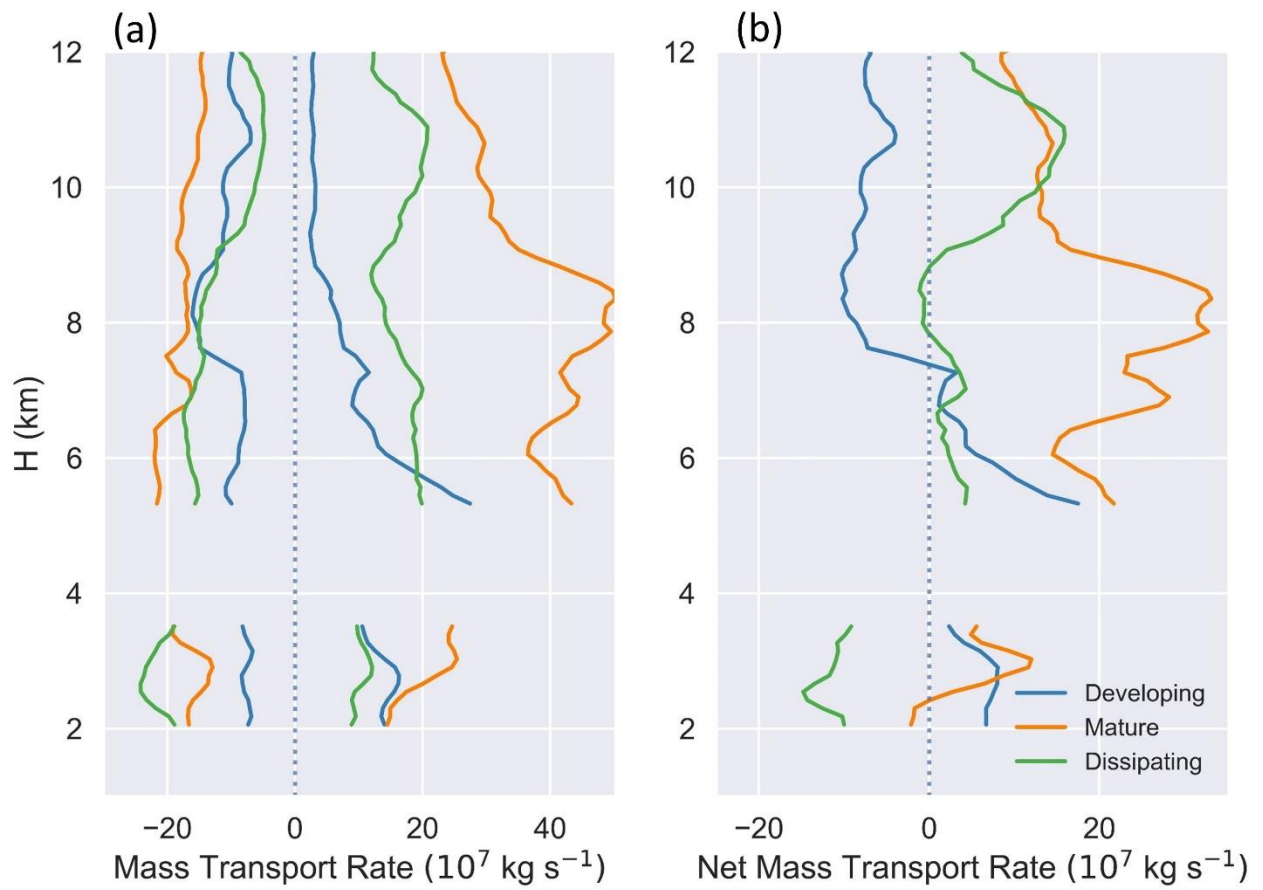 (a)
(b)
12
10
8
6
4
2
H (km)
−20
0
20
40
Mass Transport Rate (10⁷ kg s⁻¹)
12
10
8
6
4
2
−20
0
20
Net Mass Transport Rate (10⁷ kg s⁻¹)
Developing
Mature
Dissipating